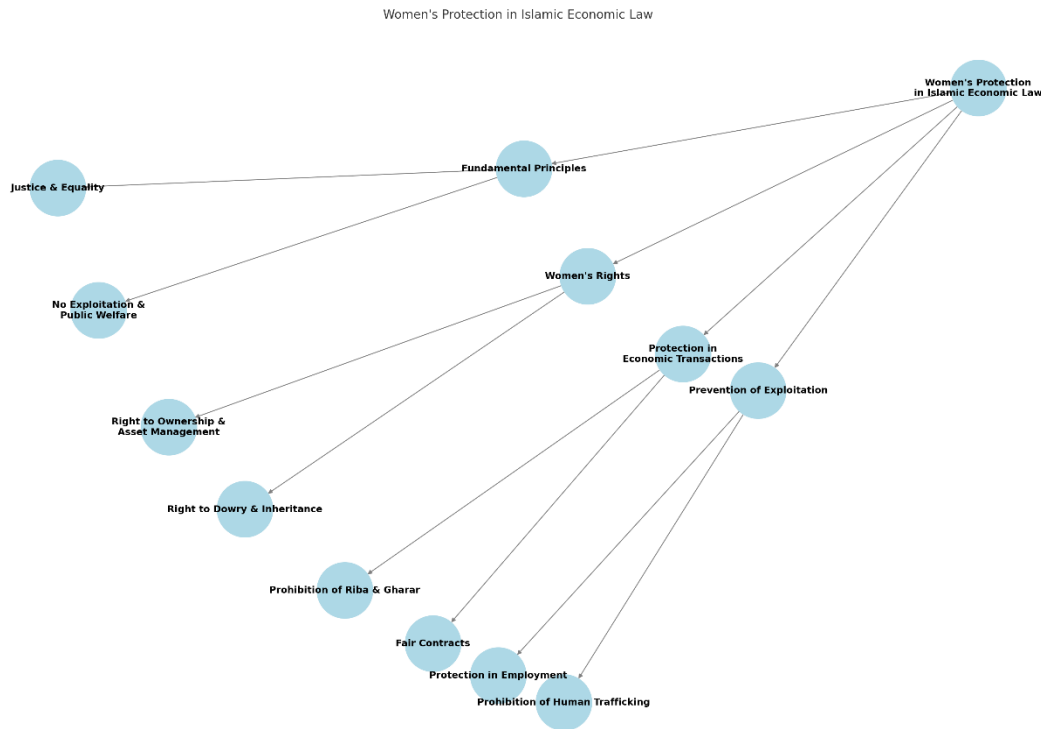 Women's Protection in Islamic Economic Law
Women's Protection
in Islamic Economic Law
Fundamental Principles
Justice & Equality
Women's Rights
No Exploitation &
Public Welfare
Protection in
Economic Transactions
Prevention of Exploitation
Right to Ownership &
Asset Management
Right to Dowry & Inheritance
Prohibition of Riba & Gharar
Fair Contracts
Protection in Employment
Prohibition of Human Trafficking